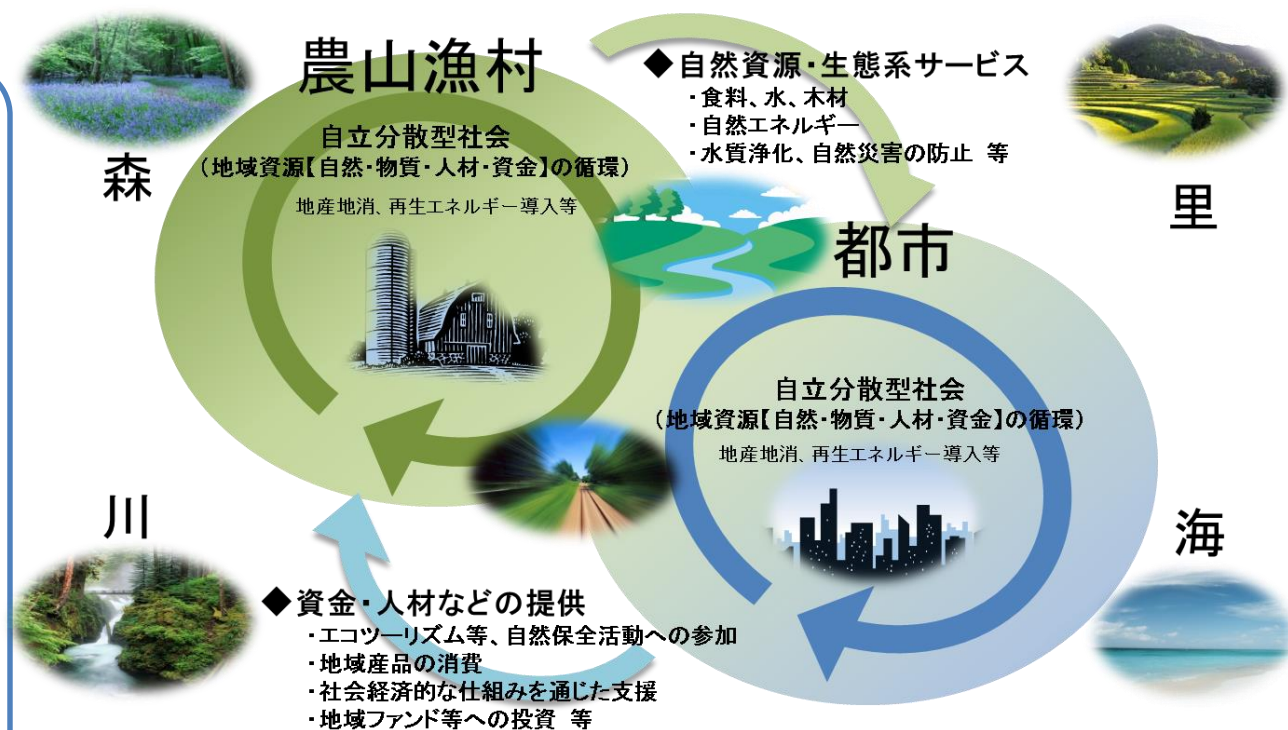 農山漁村
自立分散型社会
(地域資源【自然・物質・人材・資金】の循環)
地産地消、再生エネルギー導入等
森
◆自然資源・生態系サービス
・食料、水、木材
・自然エネルギー
・水質浄化、自然災害の防止 等
里
都市
自立分散型社会
(地域資源【自然・物質・人材・資金】の循環)
地産地消、再生エネルギー導入等
川
海
◆資金・人材などの提供
・エコツーリズム等、自然保全活動への参加
・地域産品の消費
・社会経済的な仕組みを通じた支援
・地域ファンド等への投資 等